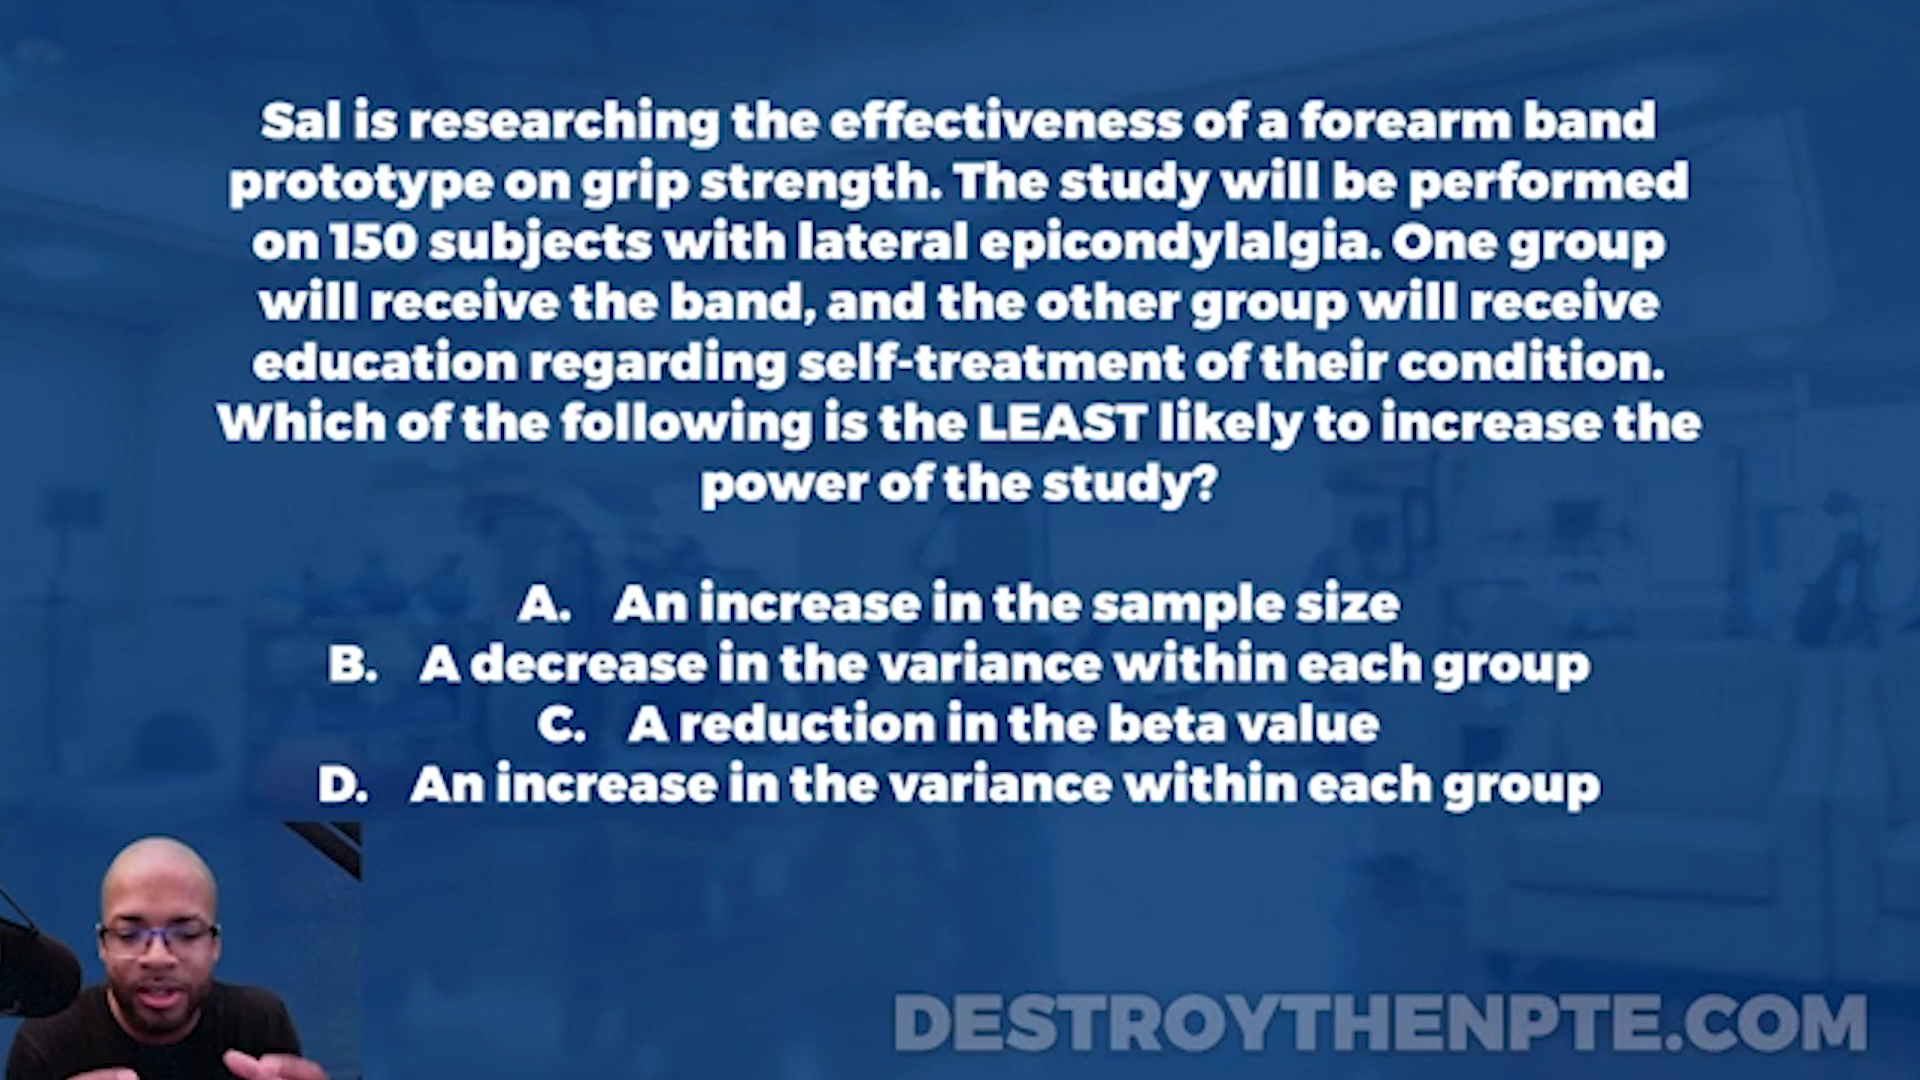 Sal is researching the effectiveness of a forearm band
prototype on grip strength. The study will be performed
on 150 subjects with lateral epicondylalgia. One group
will receive the band, and the other group will receive
education regarding self-treatment of their condition.
Which of the following is the LEAST likely to increase the
power of the study?
A. An increase in the sample size
B. A decrease in the variance within each group
C. A reduction in the beta value
D. An increase in the variance within each group
DESTROYTHENPTE.COM